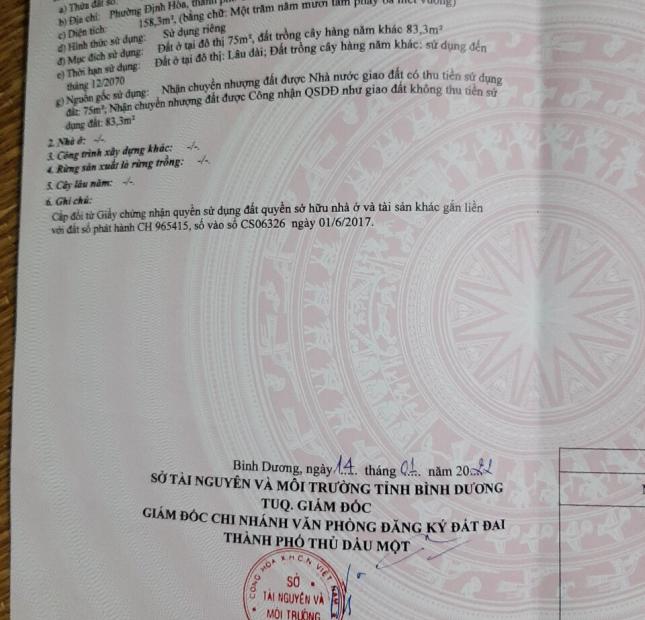 a) Thửa đất số:
b) Địa chỉ: Phường Định Hòa, thành
c) Diện tích: 158,3m², (bằng chữ: Một trăm năm mươi tám phẩy ba mét vuông)
d) Hình thức sử dụng: Sử dụng riêng
đ) Mục đích sử dụng: Đất ở tại đô thị 75m², đất trồng cây hàng năm khác 83,3m²
e) Thời hạn sử dụng: Đất ở tại đô thị: Lâu dài; Đất trồng cây hàng năm khác: sử dụng đến
tháng 12/2070
g) Nguồn gốc sử dụng: Nhận chuyển nhượng đất được Nhà nước giao đất có thu tiền sử dụng
đất: 75m²; Nhận chuyển nhượng đất được Công nhận QSDĐ như giao đất không thu tiền sử
dụng đất: 83,3m²
2. Nhà ở: -/-
3. Công trình xây dựng khác: -/-
4. Rừng sản xuất là rừng trồng: -/-
5. Cây lâu năm: -/-
6. Ghi chú:
Cấp đổi từ Giấy chứng nhận quyền sử dụng đất quyền sở hữu nhà ở và tài sản khác gắn liền
với đất số phát hành CH 965415, số vào sổ CS06326 ngày 01/6/2017.
Bình Dương, ngày 14 tháng 01 năm 20
SỞ TÀI NGUYÊN VÀ MÔI TRƯỜNG TỈNH BÌNH DƯƠNG
TUQ. GIÁM ĐỐC
GIÁM ĐỐC CHI NHÁNH VĂN PHÒNG ĐĂNG KÝ ĐẤT ĐAI
THÀNH PHỐ THỦ DẦU MỘT
CỘNG HÒA X.H.C.N VIỆT NAM
SỞ
TÀI NGUYÊN VÀ
MÔI TRƯỜNG